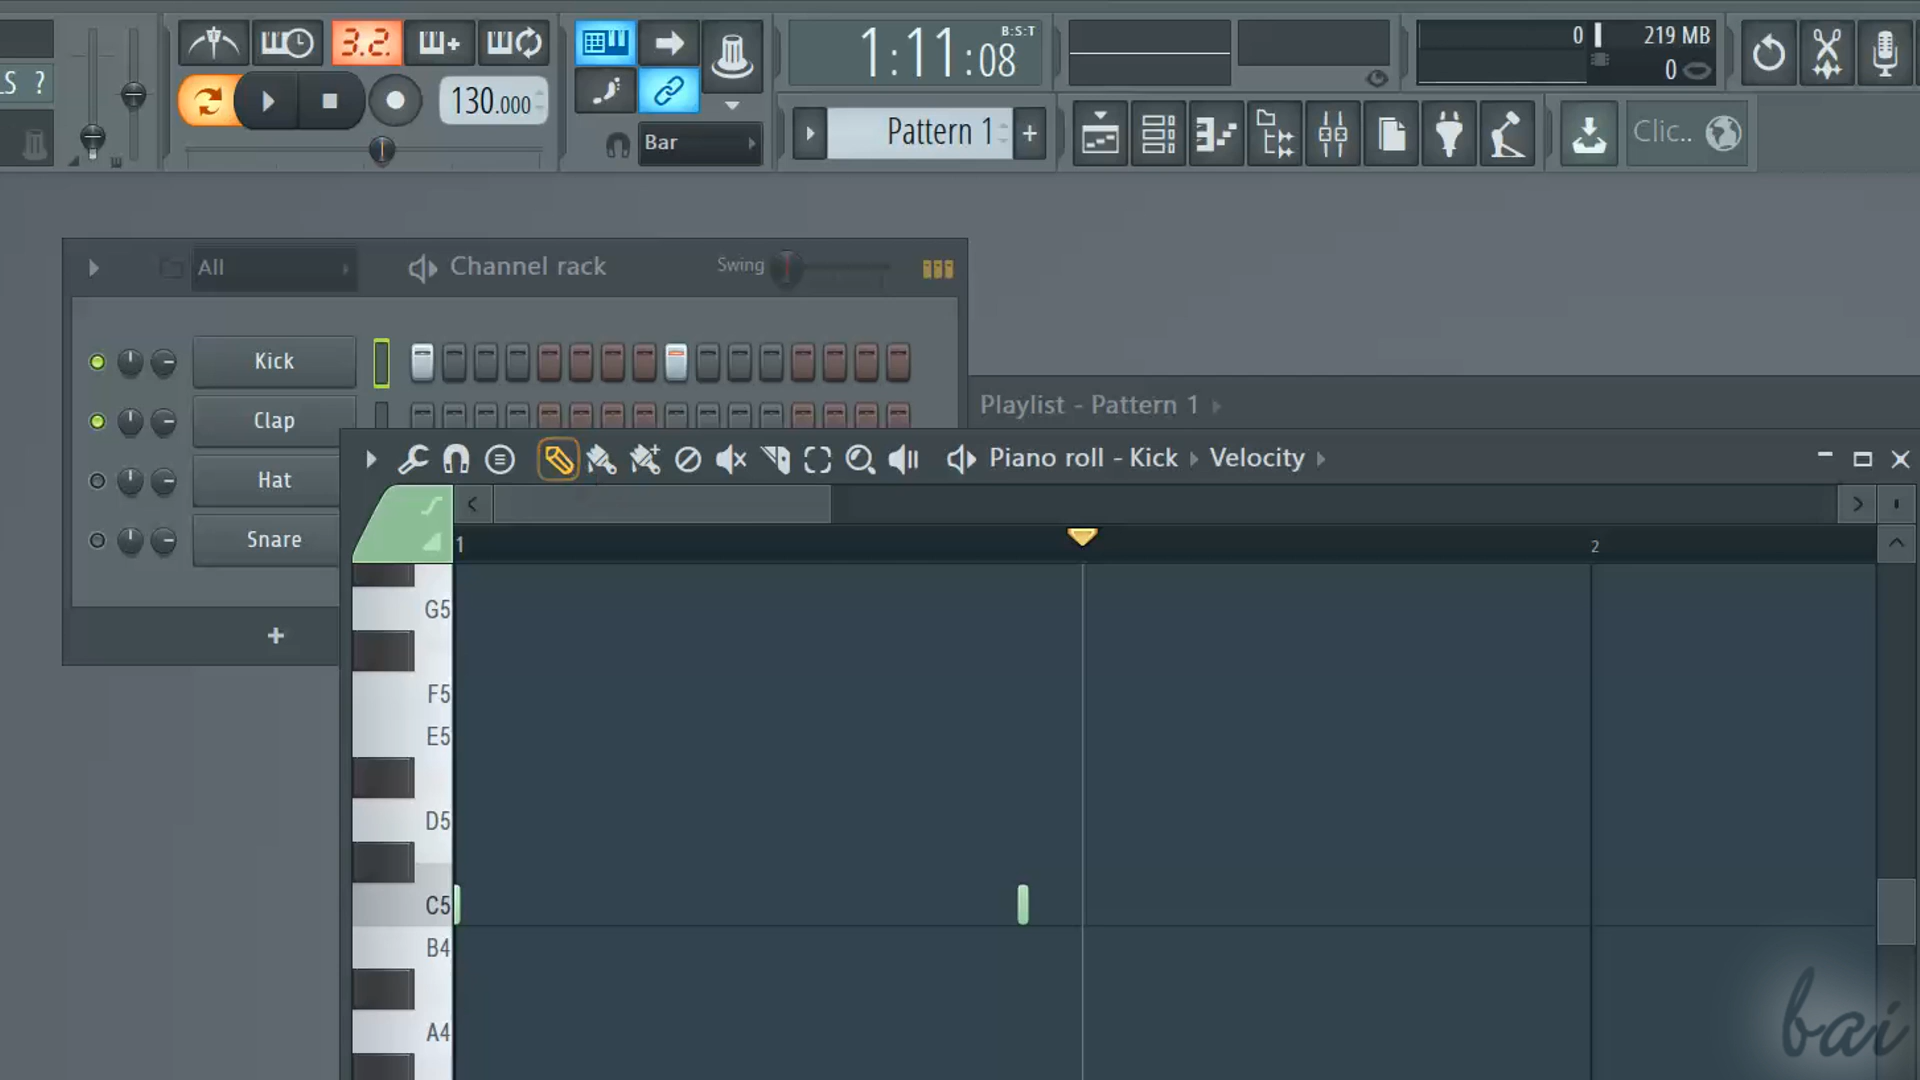 LS ?
3.2.
130.000
Bar
1:11:08
B:S:T
Pattern 1
+
0
219 MB
0
Clic..
All
Channel rack
Swing
Kick
Clap
Hat
Snare
+
Playlist - Pattern 1
Piano roll - Kick
Velocity
1
2
G5
F5
E5
D5
C5
B4
A4
bai